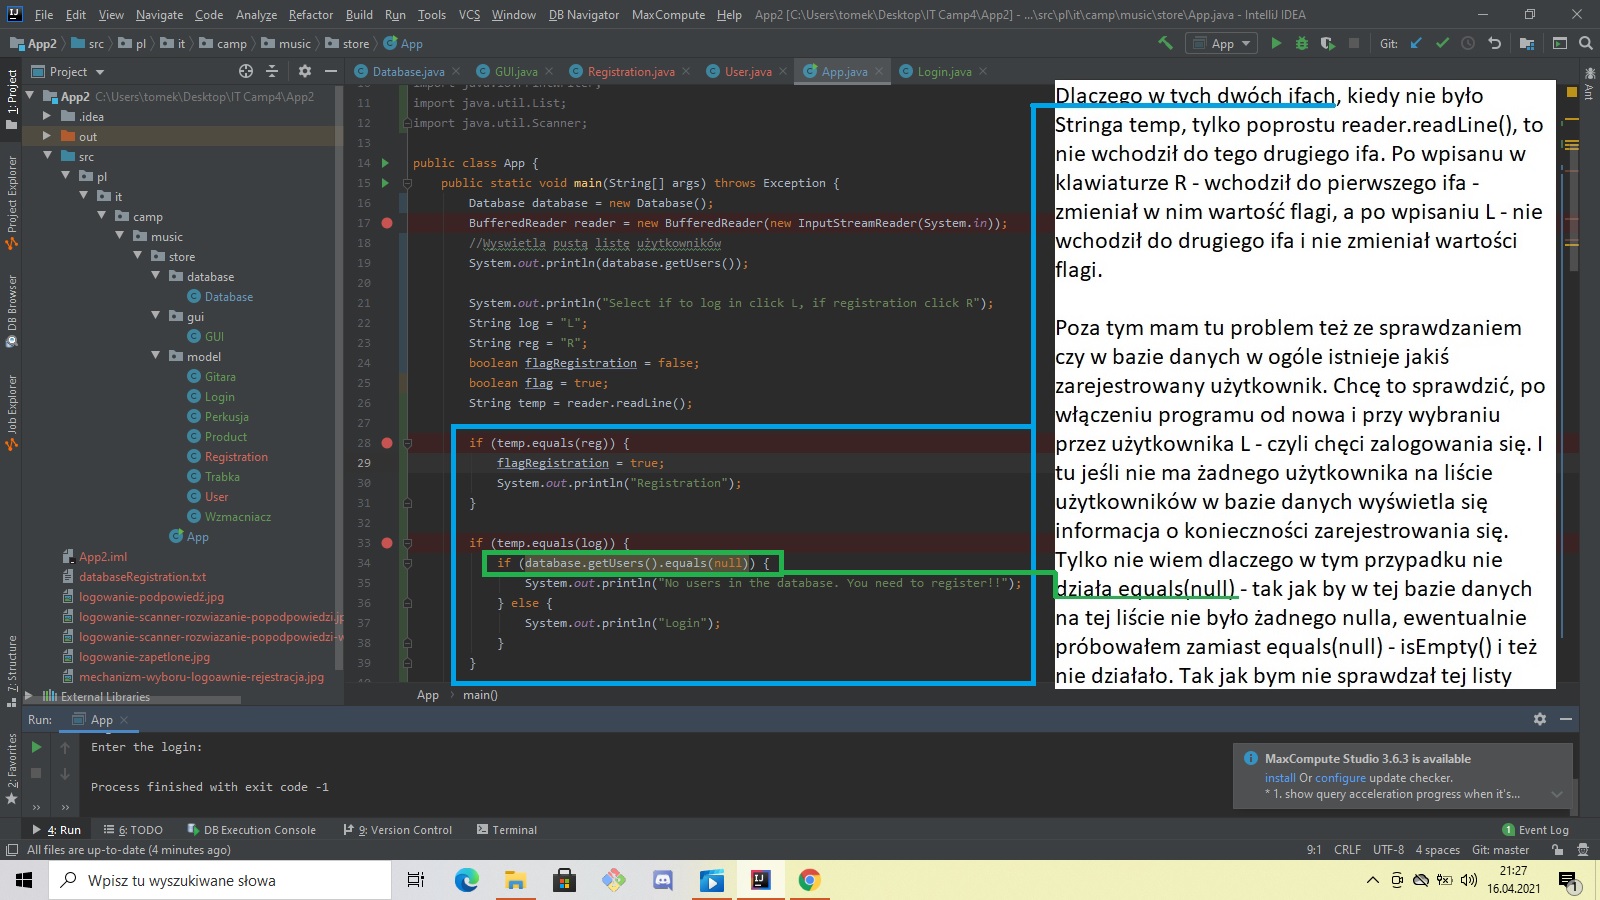 File Edit View Navigate Code Analyze Refactor Build Run Tools VCS Window DB Navigator MaxCompute Help App2 [C:\Users\tomek\Desktop\IT Camp4\App2] - ...\src\pl\it\camp\music\store\App.java - IntelliJ IDEA
App2 src pl it camp music store App App Git:
Project
Database.java GUI.java Registration.java User.java App.java Login.java
App2 C:\Users\tomek\Desktop\IT Camp4\App2
.idea
out
src
pl
it
camp
music
store
database
Database
gui
GUI
model
Gitara
Login
Perkusja
Product
Registration
Trabka
User
Wzmacniacz
App
App2.iml
databaseRegistration.txt
logowanie-podpowiedź.jpg
logowanie-scanner-rozwiazanie-popodpowiedzi.jp
logowanie-scanner-rozwiazanie-popodpowiedzi-w
logowanie-zapetlone.jpg
mechanizm-wyboru-logoawnie-rejestracja.jpg
External Libraries
1: Project
Project Explorer
DB Browser
Job Explorer
7: Structure
2: Favorites
Ant
11 import java.util.List;
12 import java.util.Scanner;
13
14 public class App {
15 public static void main(String[] args) throws Exception {
16 Database database = new Database();
17 BufferedReader reader = new BufferedReader(new InputStreamReader(System.in));
18 //Wyswietla pustą listę użytkowników
19 System.out.println(database.getUsers());
20
21 System.out.println("Select if to log in click L, if registration click R");
22 String log = "L";
23 String reg = "R";
24 boolean flagRegistration = false;
25 boolean flag = true;
26 String temp = reader.readLine();
27
28 if (temp.equals(reg)) {
29 flagRegistration = true;
30 System.out.println("Registration");
31 }
32
33 if (temp.equals(log)) {
34 if (database.getUsers().equals(null)) {
35 System.out.println("No users in the database. You need to register!!");
36 } else {
37 System.out.println("Login");
38 }
39 }
App main()
Dlaczego w tych dwóch ifach, kiedy nie było
Stringa temp, tylko poprostu reader.readLine(), to
nie wchodził do tego drugiego ifa. Po wpisanu w
klawiaturze R - wchodził do pierwszego ifa -
zmieniał w nim wartość flagi, a po wpisaniu L - nie
wchodził do drugiego ifa i nie zmieniał wartości
flagi.
Poza tym mam tu problem też ze sprawdzaniem
czy w bazie danych w ogóle istnieje jakiś
zarejestrowany użytkownik. Chcę to sprawdzić, po
włączeniu programu od nowa i przy wybraniu
przez użytkownika L - czyli chęci zalogowania się. I
tu jeśli nie ma żadnego użytkownika na liście
użytkowników w bazie danych wyświetla się
informacja o konieczności zarejestrowania się.
Tylko nie wiem dlaczego w tym przypadku nie
działa equals(null) - tak jak by w tej bazie danych
na tej liście nie było żadnego nulla, ewentualnie
próbowałem zamiast equals(null) - isEmpty() i też
nie działało. Tak jak bym nie sprawdzał tej listy
Run: App
Enter the login:
Process finished with exit code -1
MaxCompute Studio 3.6.3 is available
install Or configure update checker.
* 1. show query acceleration progress when it's...
4: Run 6: TODO DB Execution Console 9: Version Control Terminal 1 Event Log
All files are up-to-date (4 minutes ago) 9:1 CRLF UTF-8 4 spaces Git: master
Wpisz tu wyszukiwane słowa
21:27
16.04.2021
1